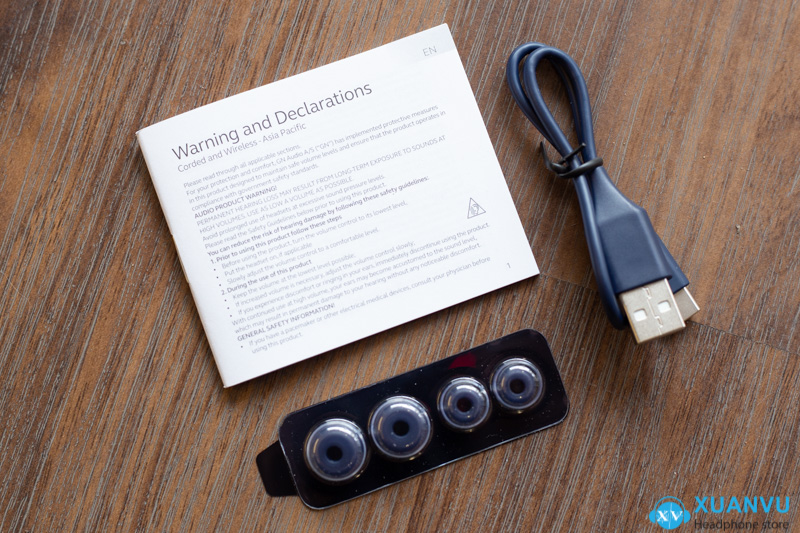 EN
Warning and Declarations
Corded and Wireless - Asia Pacific
Please read through all applicable sections.
For your protection and comfort, GN Audio A/S ("GN") has implemented protective measures
in this product designed to maintain safe volume levels and ensure that the product operates in
compliance with government safety standards.
AUDIO PRODUCT WARNING!
PERMANENT HEARING LOSS MAY RESULT FROM LONG-TERM EXPOSURE TO SOUNDS AT
HIGH VOLUMES. USE AS LOW A VOLUME AS POSSIBLE.
Avoid prolonged use of headsets at excessive sound pressure levels.
Please read the Safety Guidelines below prior to using this product.
You can reduce the risk of hearing damage by following these safety guidelines:
1. Prior to using this product follow these steps
• Before using the product, turn the volume control to its lowest level,
• Put the headset on, if applicable,
• Slowly adjust the volume control to a comfortable level.
2. During the use of this product
• Keep the volume at the lowest level possible.
• If increased volume is necessary, adjust the volume control slowly.
• If you experience discomfort or ringing in your ears, immediately discontinue using the product
With continued use at high volume, your ears may become accustomed to the sound level,
which may result in permanent damage to your hearing without any noticeable discomfort.
GENERAL SAFETY INFORMATION!
• If you have a pacemaker or other electrical medical devices, consult your physician before
using this product.
1
XV
XUANVU
Headphone store